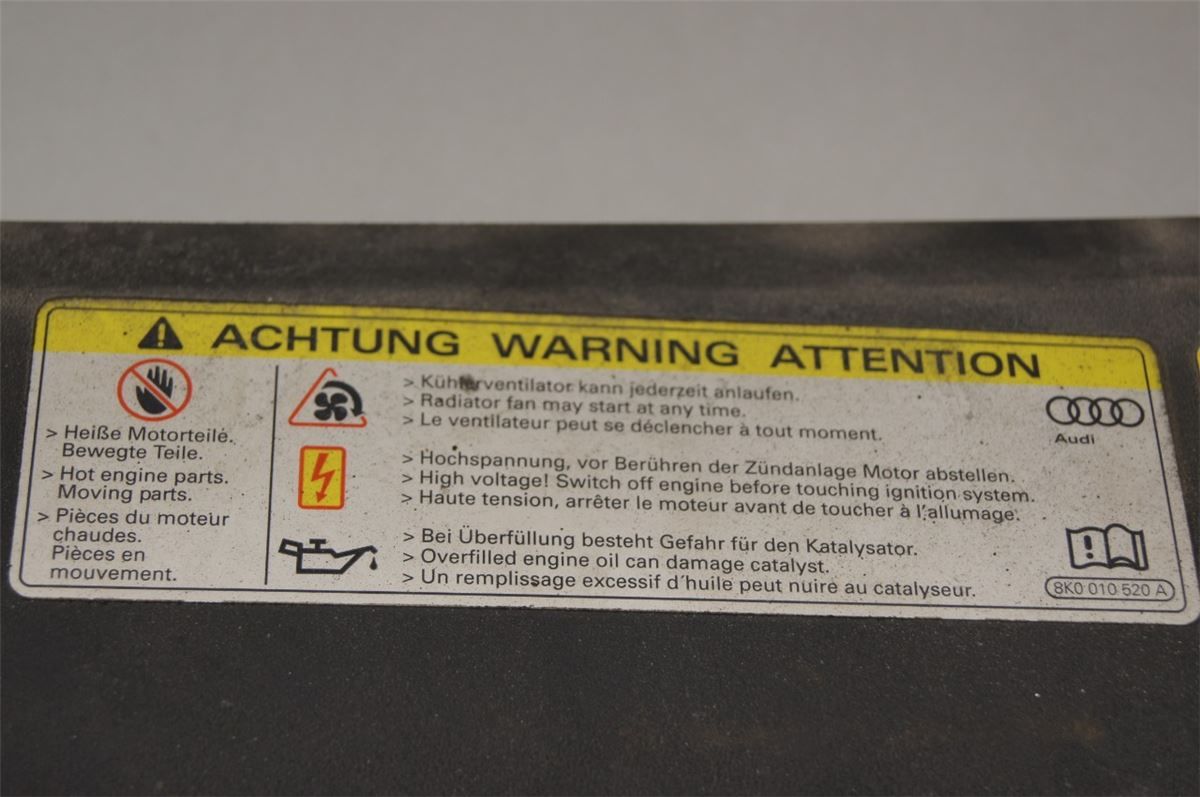 ACHTUNG WARNING ATTENTION
> Heiße Motorteile.
Bewegte Teile.
> Hot engine parts.
Moving parts.
> Pièces du moteur
chaudes.
Pièces en
mouvement.
> Kühlerventilator kann jederzeit anlaufen.
> Radiator fan may start at any time.
> Le ventilateur peut se déclencher à tout moment.
> Hochspannung, vor Berühren der Zündanlage Motor abstellen.
> High voltage! Switch off engine before touching ignition system.
> Haute tension, arrêter le moteur avant de toucher à l'allumage.
> Bei Überfüllung besteht Gefahr für den Katalysator.
> Overfilled engine oil can damage catalyst.
> Un remplissage excessif d'huile peut nuire au catalyseur.
Audi
8K0 010 520 A